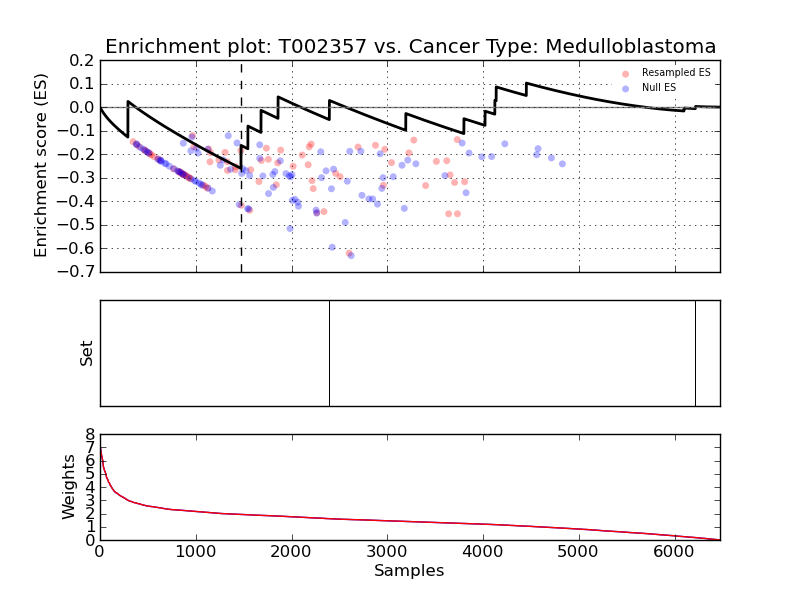 Enrichment plot: T002357 vs. Cancer Type: Medulloblastoma
0.2
0.1
0.0
−0.1
−0.2
−0.3
−0.4
−0.5
−0.6
−0.7
Enrichment score (ES)
Resampled ES
Null ES
Set
8
7
6
5
4
3
2
1
0
Weights
0 1000 2000 3000 4000 5000 6000
Samples